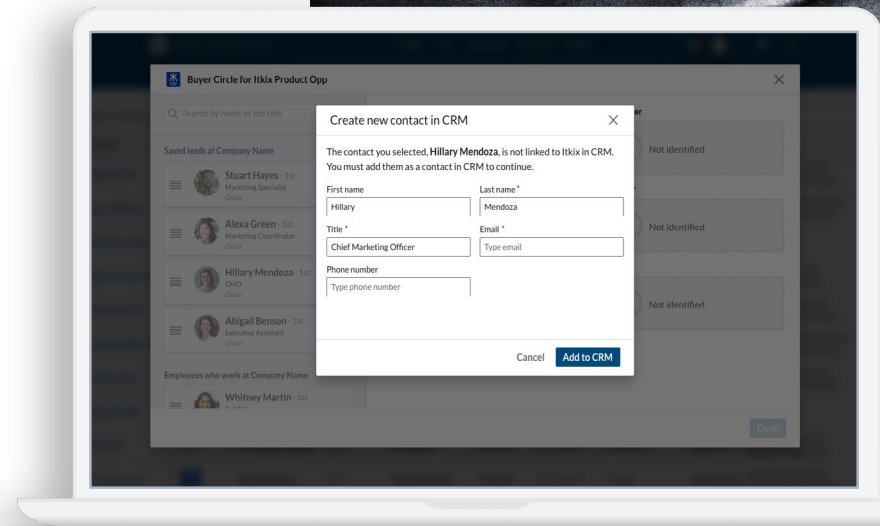 Buyer Circle for Itkix Product Opp
Search by name or job title
Saved leads at Company Name
Stuart Hayes · 1st
Marketing Specialist
Alexa Green · 1st
Marketing Coordinator
Hillary Mendoza 1st
CMO
Abigail Benson · 1st
Executive Assistant
Employees who work at Company Name
Whitney Martin · 1st
Create new contact in CRM
The contact you selected, Hillary Mendoza, is not linked to Itkix in CRM.
You must add them as a contact in CRM to continue.
First name
Last name *
Hillary
Mendoza
Title *
Email *
Chief Marketing Officer
Type email
Phone number
Type phone number
Cancel
Add to CRM
er
Not identified
Not identified
Not identified
Done